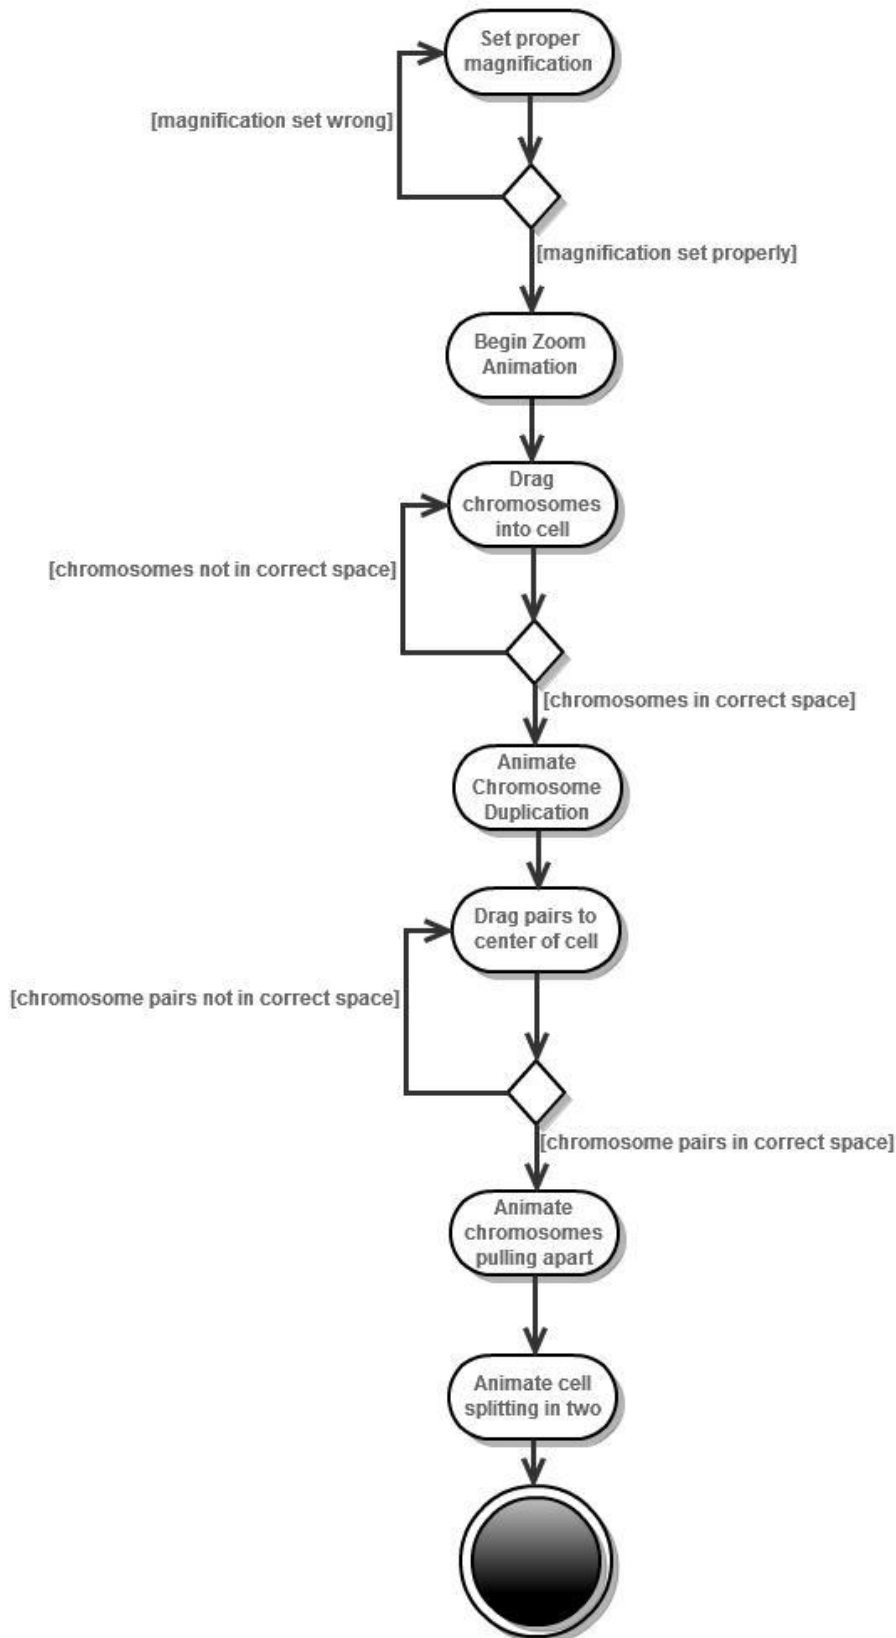 Set proper
magnification
[magnification set wrong]
[magnification set properly]
Begin Zoom
Animation
Drag
chromosomes
into cell
[chromosomes not in correct space]
[chromosomes in correct space]
Animate
Chromosome
Duplication
Drag pairs to
center of cell
[chromosome pairs not in correct space]
[chromosome pairs in correct space]
Animate
chromosomes
pulling apart
Animate cell
splitting in two